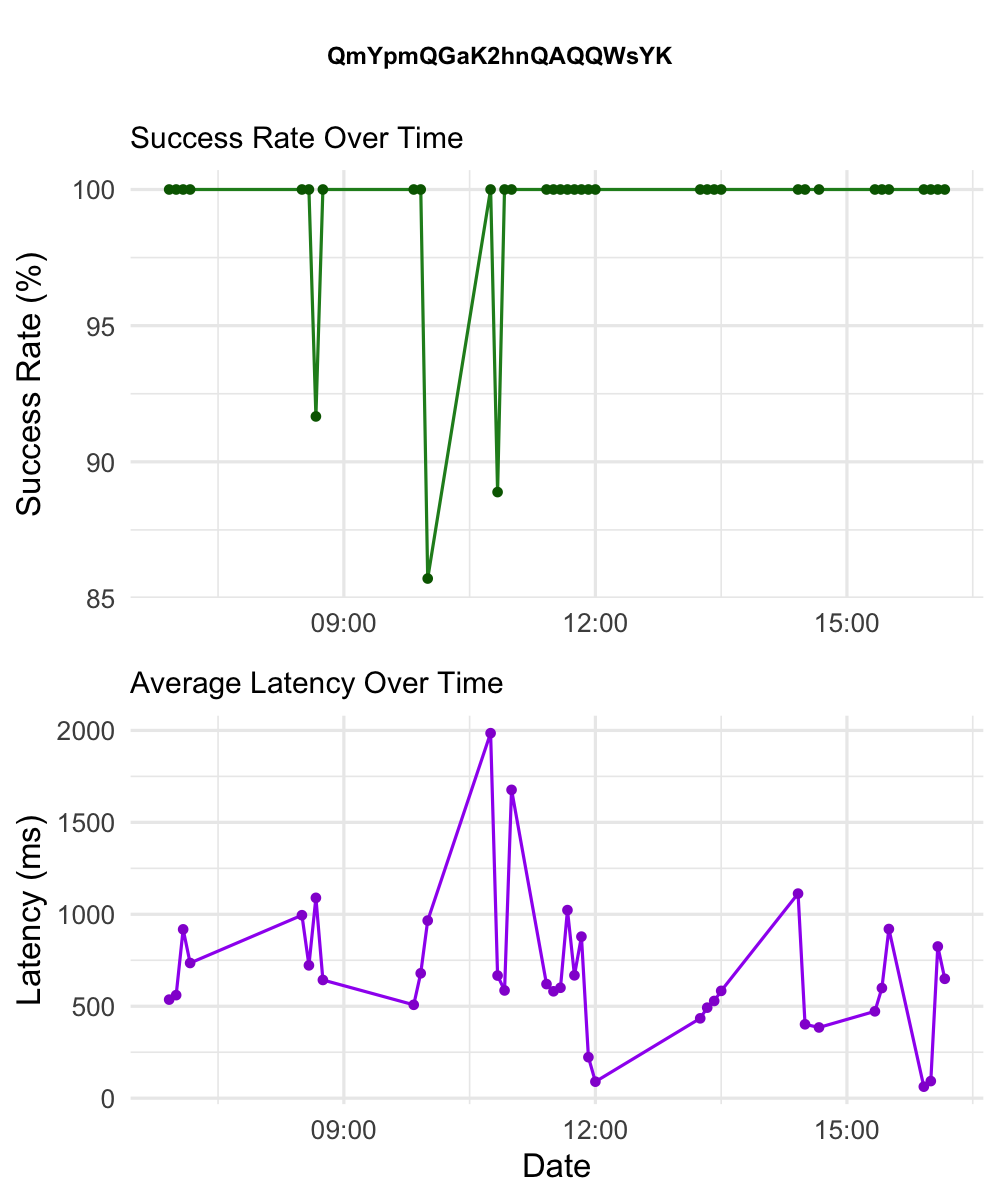 QmYpmQGaK2hnQAQQWsYK
Success Rate Over Time
Success Rate (%)
100
95
90
85
09:00 12:00 15:00
Average Latency Over Time
Latency (ms)
2000
1500
1000
500
0
09:00 12:00 15:00
Date